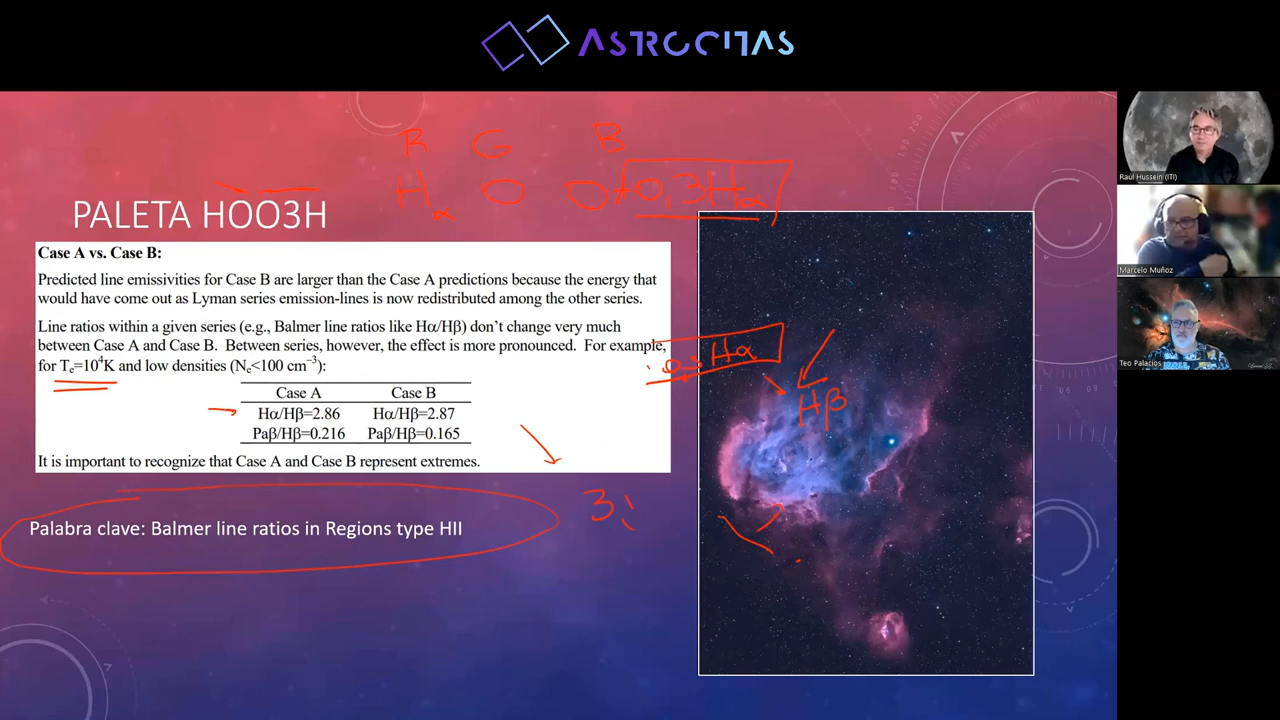 ASTROCITAS
R G B
Hα O O+0,3Hα
PALETA HOO3H
Case A vs. Case B:
Predicted line emissivities for Case B are larger than the Case A predictions because the energy that
would have come out as Lyman series emission-lines is now redistributed among the other series.
Line ratios within a given series (e.g., Balmer line ratios like Hα/Hβ) don't change very much
between Case A and Case B. Between series, however, the effect is more pronounced. For example,
for Te=10⁴K and low densities (Ne<100 cm⁻³):
Case A Case B
Hα/Hβ=2.86 Hα/Hβ=2.87
Paβ/Hβ=0.216 Paβ/Hβ=0.165
It is important to recognize that Case A and Case B represent extremes.
Palabra clave: Balmer line ratios in Regions type HII
3
Hα
Hβ
Raúl Hussein (ITI)
Marcelo Muñoz
Teo Palacios